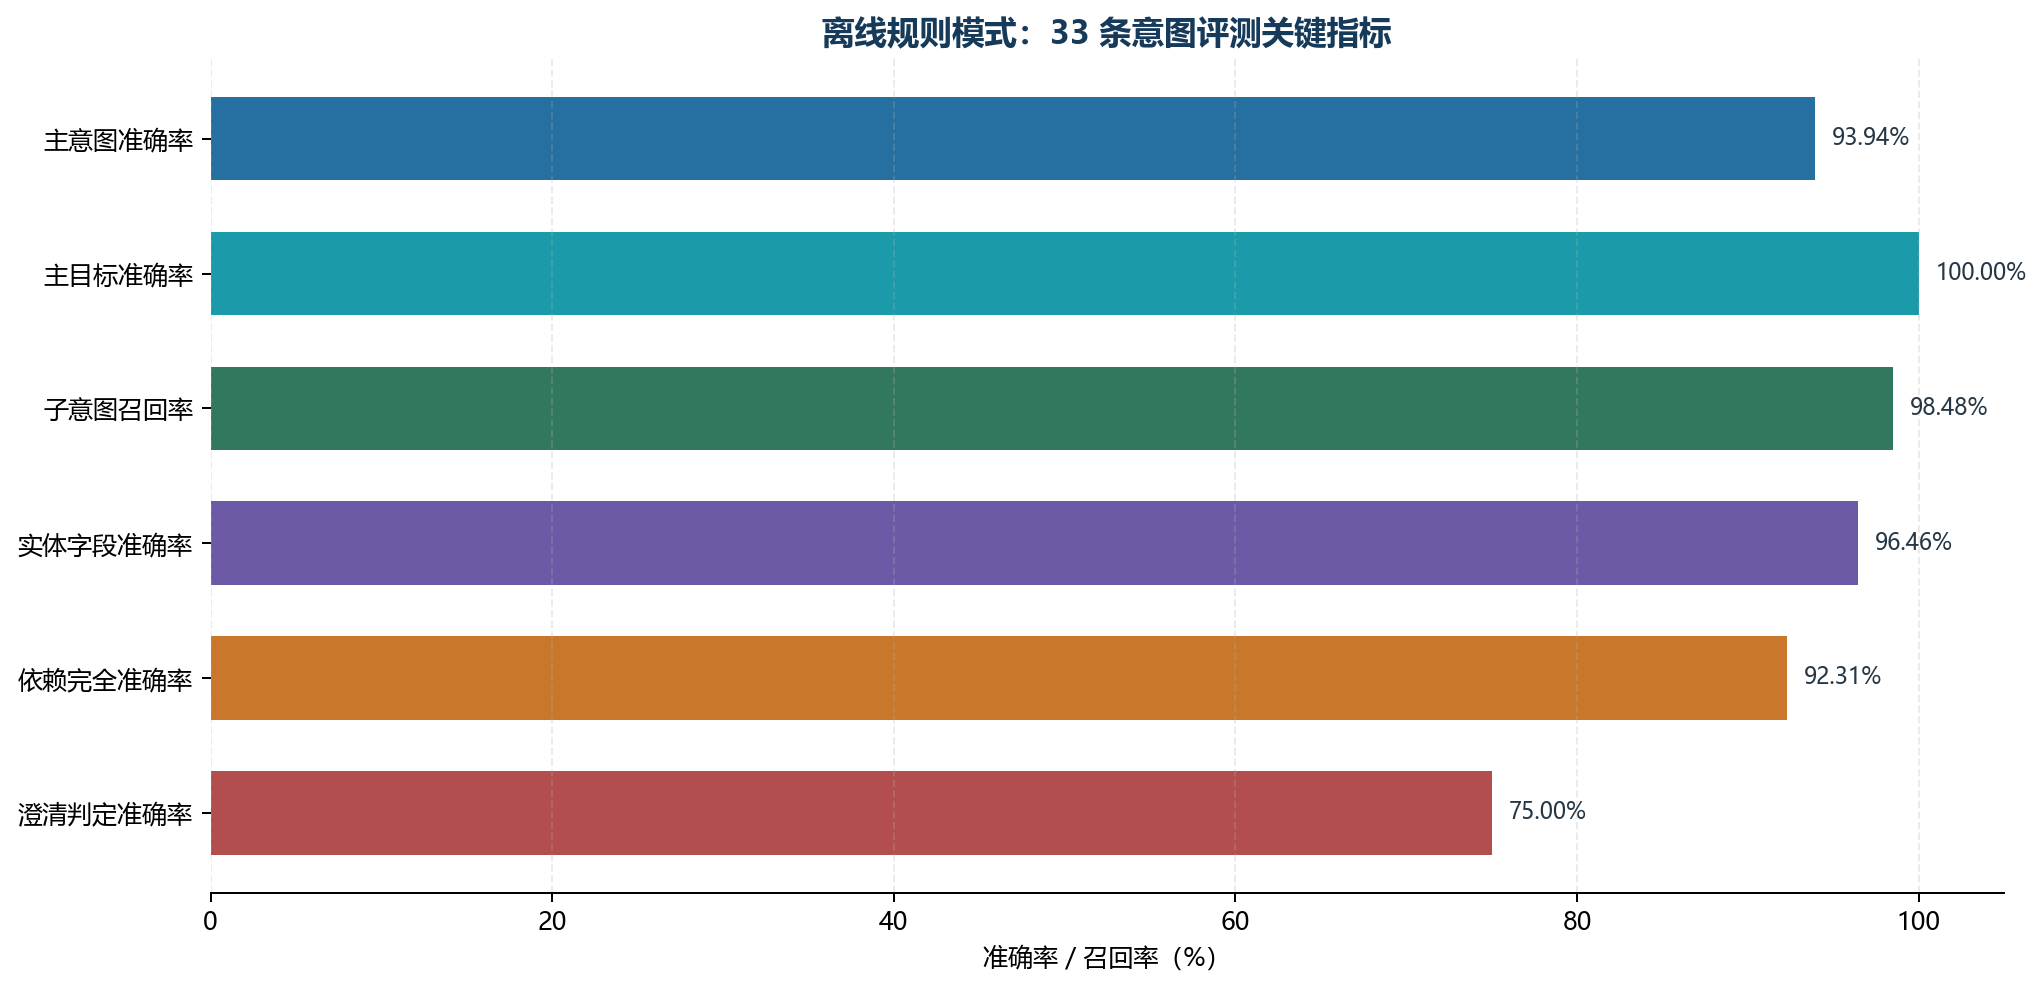 离线规则模式：33 条意图评测关键指标
主意图准确率
93.94%
主目标准确率
100.00%
子意图召回率
98.48%
实体字段准确率
96.46%
依赖完全准确率
92.31%
澄清判定准确率
75.00%
0 20 40 60 80 100
准确率 / 召回率（%）